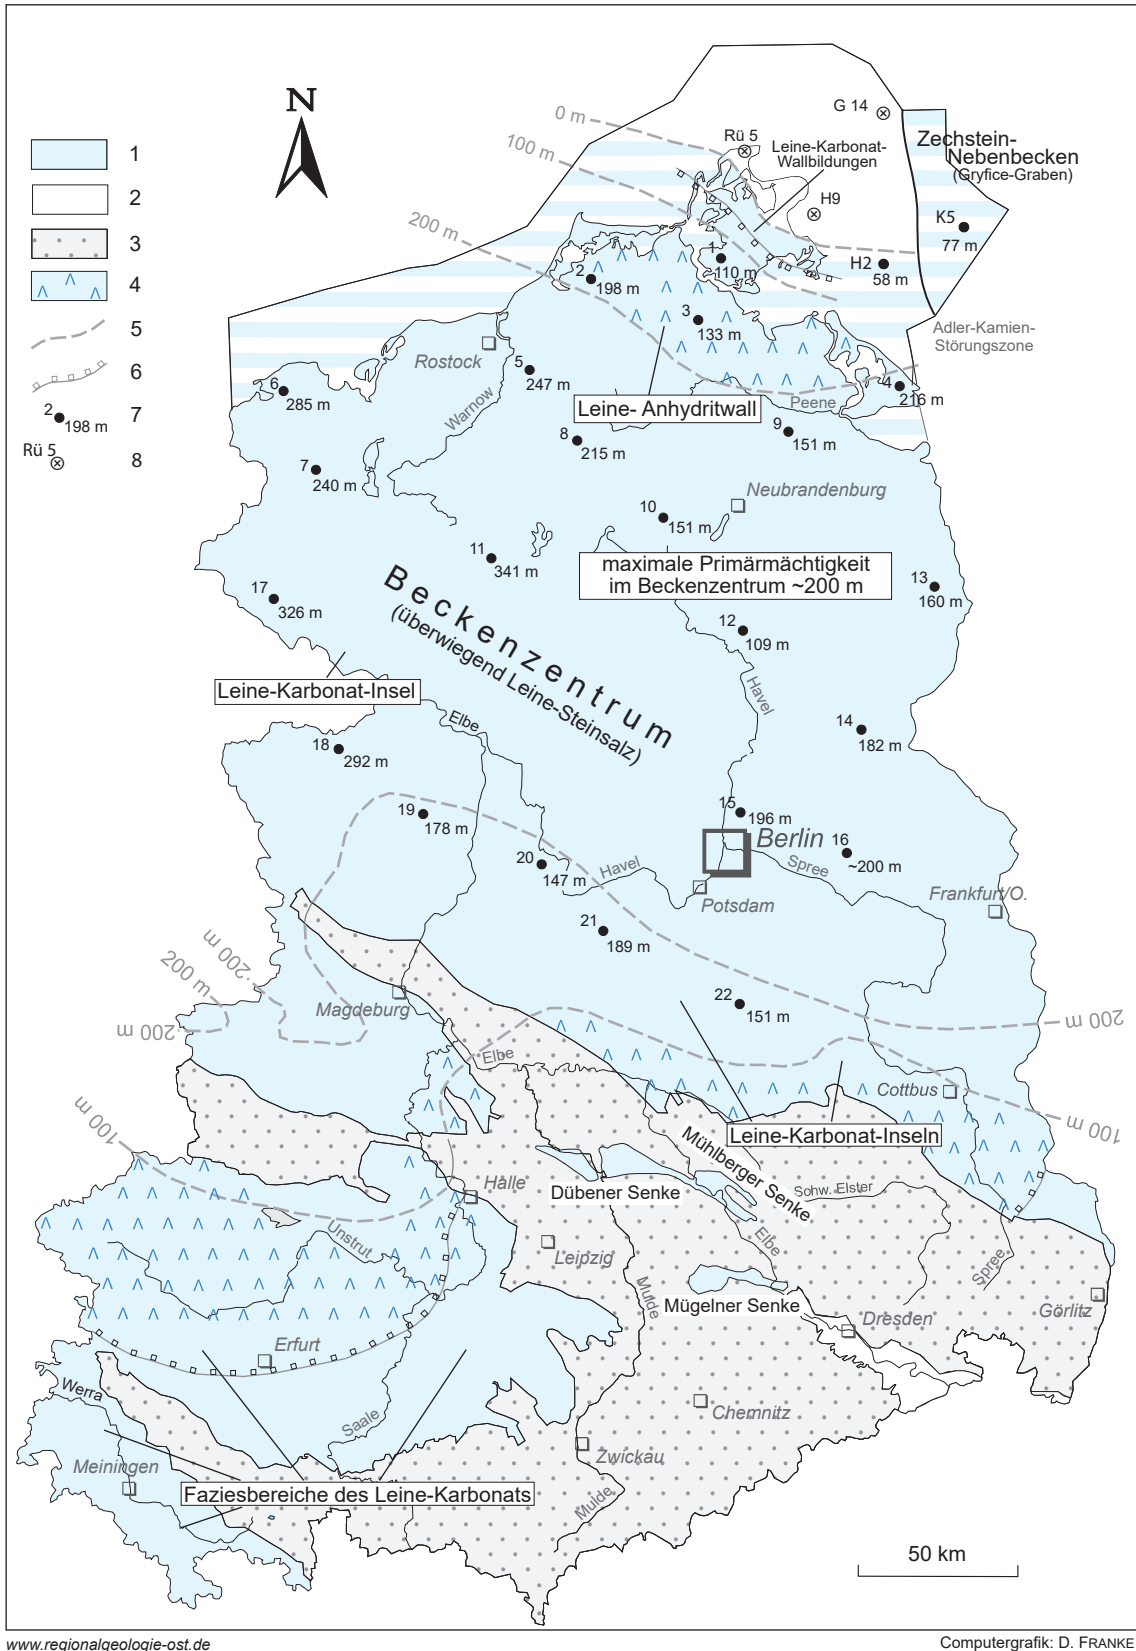 N
1
2
3
4
5
6
2
198 m
7
Rü 5
8
0 m
100 m
200 m
G 14
Rü 5
Leine-Karbonat-
Wallbildungen
Zechstein-
Nebenbecken
(Gryfice-Graben)
H9
K5
77 m
H2
58 m
1
110 m
2
198 m
3
133 m
Adler-Kamien-
Störungszone
Rostock
5
247 m
6
285 m
Warnow
Leine- Anhydritwall
Peene
4
216 m
8
215 m
9
151 m
7
240 m
Neubrandenburg
10
151 m
11
341 m
maximale Primärmächtigkeit
im Beckenzentrum ~200 m
13
160 m
17
326 m
Beckenzentrum
(überwiegend Leine-Steinsalz)
12
109 m
Leine-Karbonat-Insel
Havel
Elbe
14
182 m
18
292 m
19
178 m
15
196 m
Berlin
16
~200 m
20
147 m
Havel
Spree
Potsdam
Frankfurt/O.
21
189 m
200 m
200 m
200 m
Magdeburg
22
151 m
200 m
Elbe
Cottbus
100 m
100 m
Leine-Karbonat-Inseln
Mühlberger Senke
Halle
Dübener Senke
Schw. Elster
Unstrut
Leipzig
Elbe
Spree
Mulde
Mügelner Senke
Görlitz
Dresden
Erfurt
Werra
Saale
Chemnitz
Meiningen
Zwickau
Faziesbereiche des Leine-Karbonats
Mulde
50 km
www.regionalgeologie-ost.de
Computergrafik: D. FRANKE